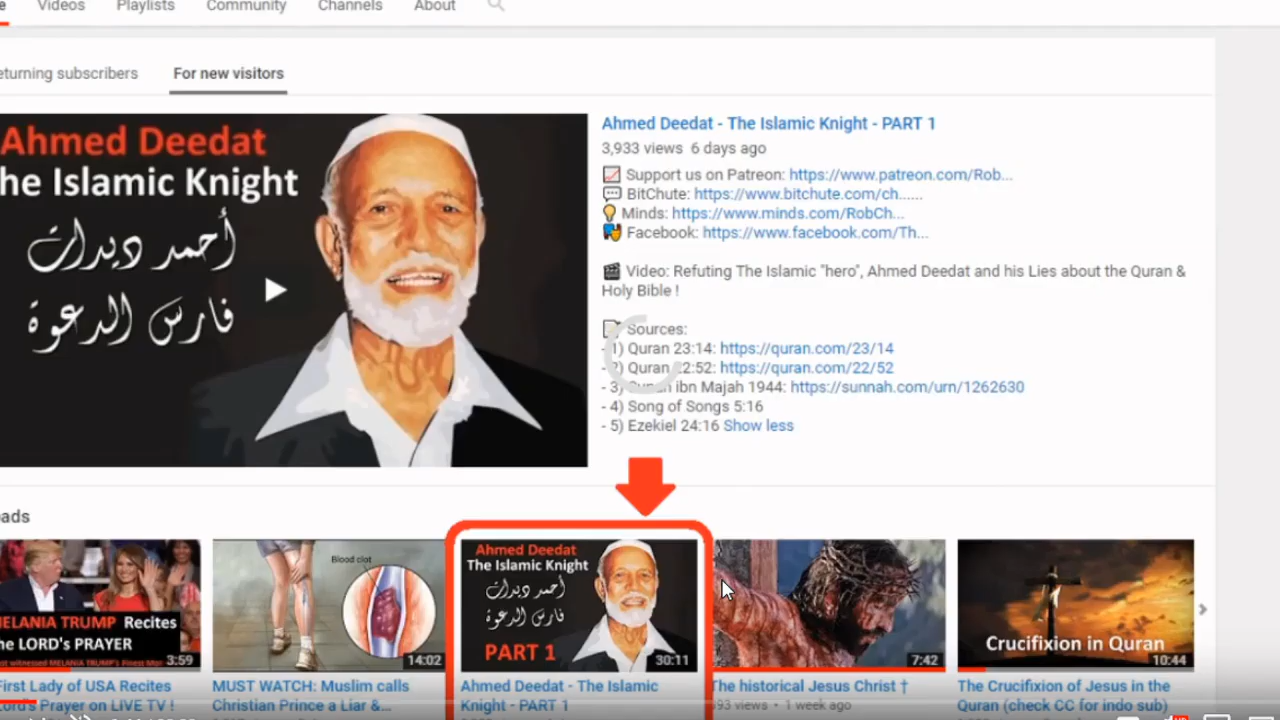 Videos Playlists Community Channels About
eturning subscribers For new visitors
Ahmed Deedat
he Islamic Knight
أحمد ديدات
فارس الدعوة
Ahmed Deedat - The Islamic Knight - PART 1
3,933 views 6 days ago
Support us on Patreon: https://www.patreon.com/Rob...
BitChute: https://www.bitchute.com/ch......
Minds: https://www.minds.com/RobCh...
Facebook: https://www.facebook.com/Th...
Video: Refuting The Islamic "hero", Ahmed Deedat and his Lies about the Quran &
Holy Bible !
Sources:
- 1) Quran 23:14: https://quran.com/23/14
- 2) Quran 22:52: https://quran.com/22/52
- 3) Sunan ibn Majah 1944: https://sunnah.com/urn/1262630
- 4) Song of Songs 5:16
- 5) Ezekiel 24:16 Show less
ads
MELANIA TRUMP Recites
he LORD's PRAYER
3:59
Blood clot
14:02
Ahmed Deedat
The Islamic Knight
أحمد ديدات
فارس الدعوة
PART 1
30:11
7:42
Crucifixion in Quran
10:44
First Lady of USA Recites
Lord's Prayer on LIVE TV !
MUST WATCH: Muslim calls
Christian Prince a Liar &...
Ahmed Deedat - The Islamic
Knight - PART 1
The historical Jesus Christ †
93 views • 1 week ago
The Crucifixion of Jesus in the
Quran (check CC for indo sub)